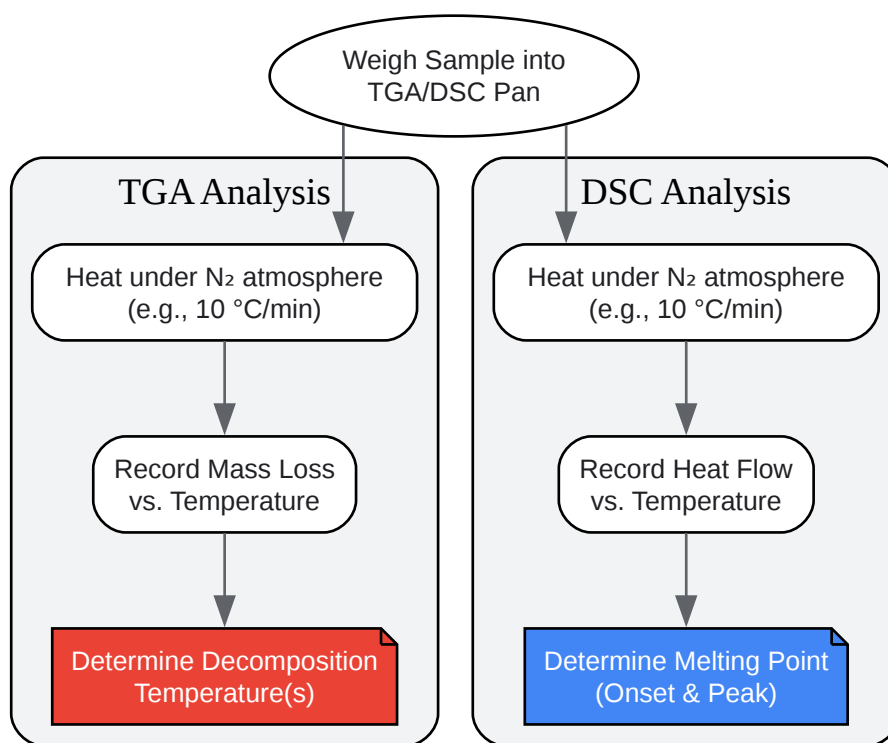 Weigh Sample into
TGA/DSC Pan
TGA Analysis
Heat under N₂ atmosphere
(e.g., 10 °C/min)
Record Mass Loss
vs. Temperature
Determine Decomposition
Temperature(s)
DSC Analysis
Heat under N₂ atmosphere
(e.g., 10 °C/min)
Record Heat Flow
vs. Temperature
Determine Melting Point
(Onset & Peak)